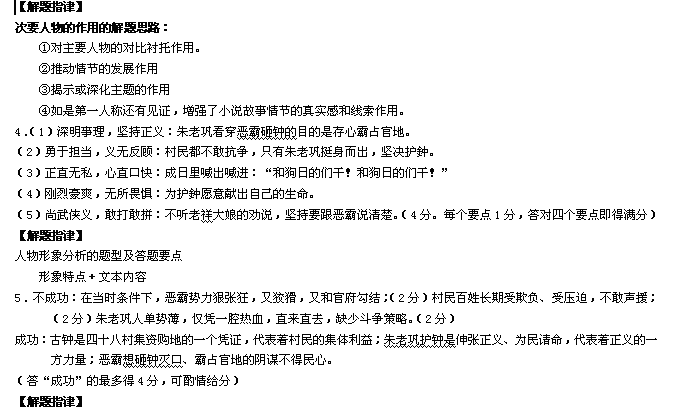 【解题指津】
次要人物的作用的解题思路：
①对主要人物的对比衬托作用。
②推动情节的发展作用
③揭示或深化主题的作用
④如是第一人称还有见证，增强了小说故事情节的真实感和线索作用。
4.（1）深明事理，坚持正义：朱老巩看穿恶霸砸钟的目的是存心霸占官地。
（2）勇于担当，义无反顾：村民都不敢抗争，只有朱老巩挺身而出，坚决护钟。
（3）正直无私，心直口快：成日里喊出喊进：“和狗日的们干！和狗日的们干！”
（4）刚烈豪爽，无所畏惧：为护钟愿意献出自己的生命。
（5）尚武侠义，敢打敢拼：不听老祥大娘的劝说，坚持要跟恶霸说清楚。（4分。每个要点1分，答对四个要点即得满分）
【解题指津】
人物形象分析的题型及答题要点
形象特点+文本内容
5．不成功：在当时条件下，恶霸势力狠张狂，又狡猾，又和官府勾结；（2分）村民百姓长期受欺负、受压迫，不敢声援；
（2分）朱老巩人单势薄，仅凭一腔热血，直来直去，缺少斗争策略。（2分）
成功：古钟是四十八村集资购地的一个凭证，代表着村民的集体利益；朱老巩护钟是伸张正义、为民请命，代表着正义的一
方力量；恶霸想砸钟灭口、霸占官地的阴谋不得民心。
（答“成功”的最多得4分，可酌情给分）
【解题指津】